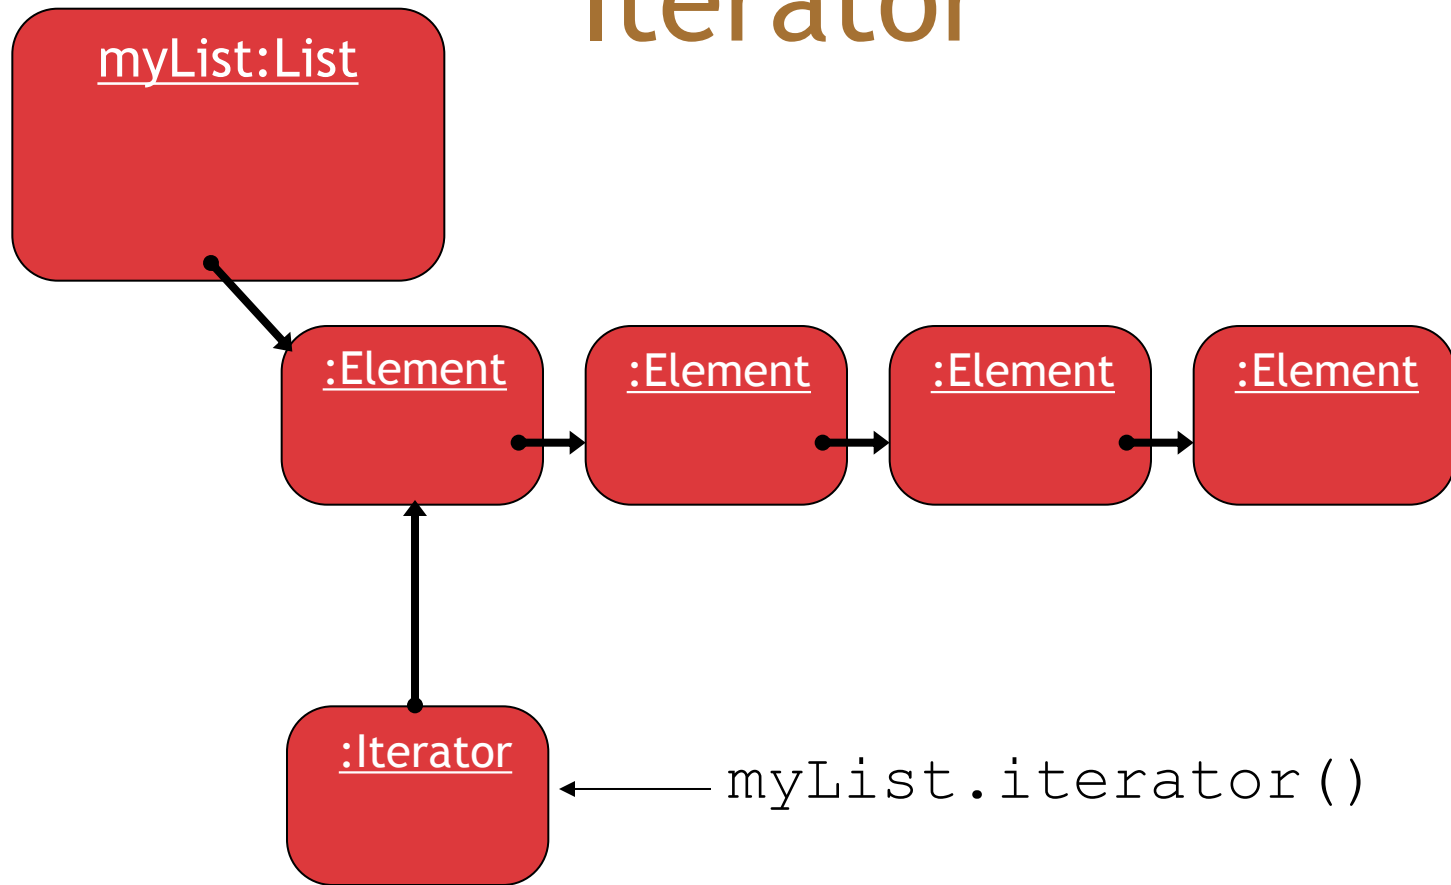 Iterator
myList:List
:Element
:Element
:Element
:Element
:Iterator
myList.iterator()